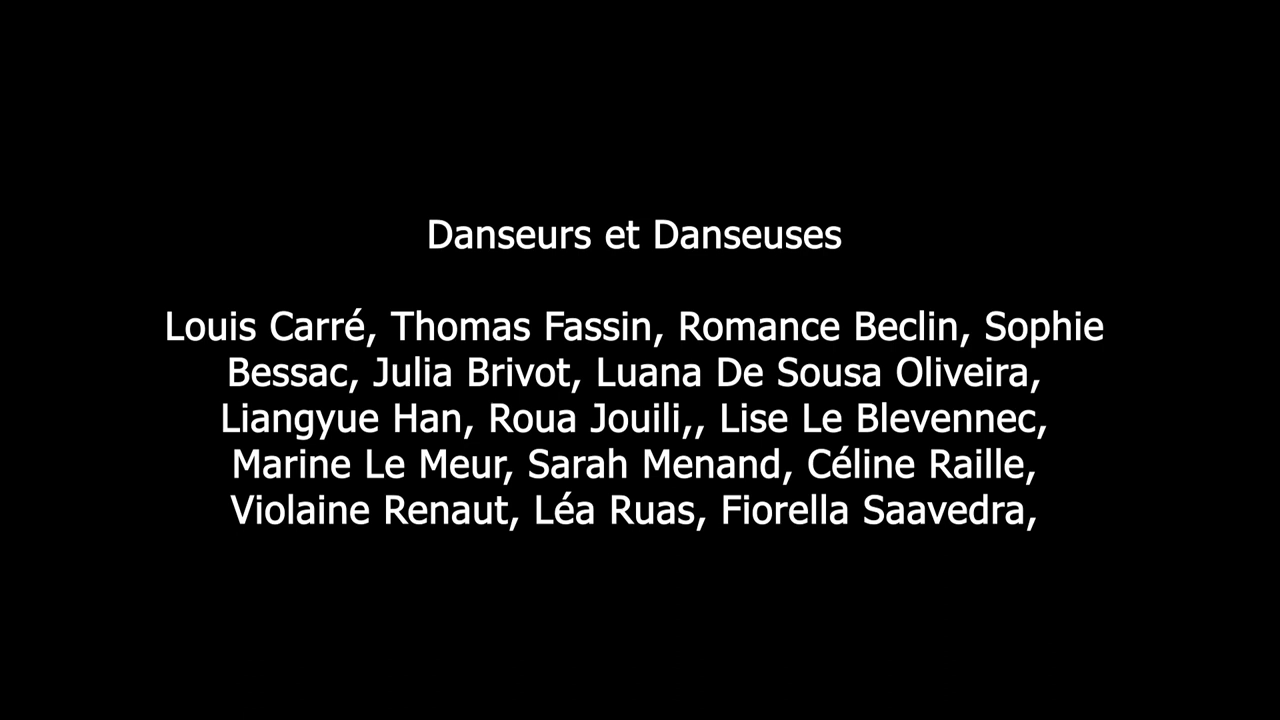 Danseurs et Danseuses
Louis Carré, Thomas Fassin, Romance Beclin, Sophie
Bessac, Julia Brivot, Luana De Sousa Oliveira,
Liangyue Han, Roua Jouili,, Lise Le Blevennec,
Marine Le Meur, Sarah Menand, Céline Raille,
Violaine Renaut, Léa Ruas, Fiorella Saavedra,